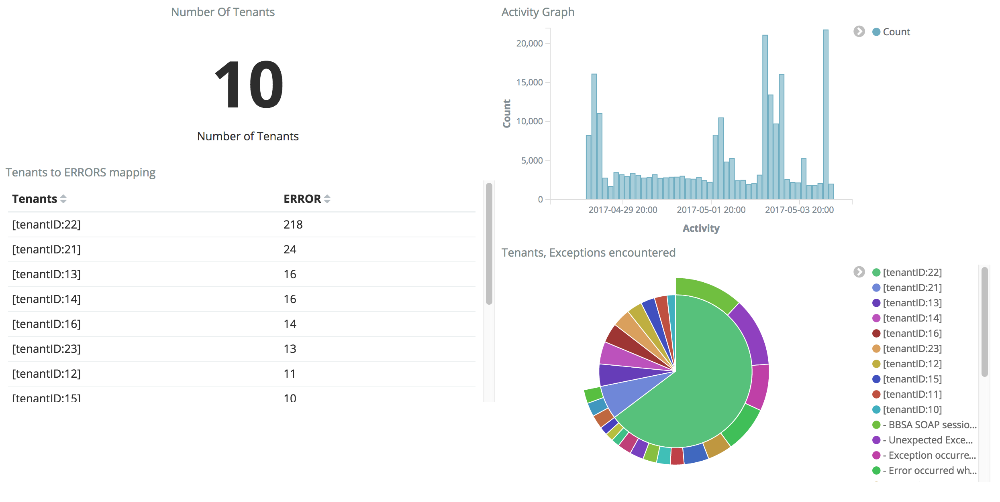 Number Of Tenants
10
Number of Tenants
Tenants to ERRORS mapping
Tenants ERROR
[tenantID:22] 218
[tenantID:21] 24
[tenantID:13] 16
[tenantID:14] 16
[tenantID:16] 14
[tenantID:23] 13
[tenantID:12] 11
[tenantID:15] 10
Activity Graph
Count
20,000
15,000
10,000
5,000
0
Count
2017-04-29 20:00 2017-05-01 20:00 2017-05-03 20:00
Activity
Tenants, Exceptions encountered
[tenantID:22]
[tenantID:21]
[tenantID:13]
[tenantID:14]
[tenantID:16]
[tenantID:23]
[tenantID:12]
[tenantID:15]
[tenantID:11]
[tenantID:10]
- BBSA SOAP sessio...
- Unexpected Exce...
- Exception occurre...
- Error occurred wh...